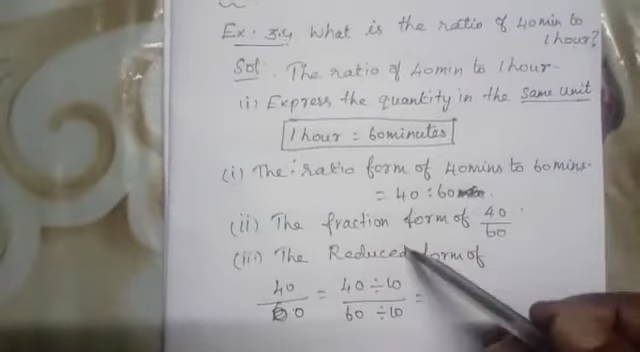 Ex. 3.4 What is the ratio of 40min to
1 hour?
Sol. The ratio of 40min to 1 hour.
(i) Express the quantity in the same unit
1 hour = 60minutes
(i) The ratio form of 40mins to 60mins.
= 40 : 60
(ii) The fraction form of 40/60
(iii) The Reduced form of
40/60 = 40 ÷ 10/60 ÷ 10 =